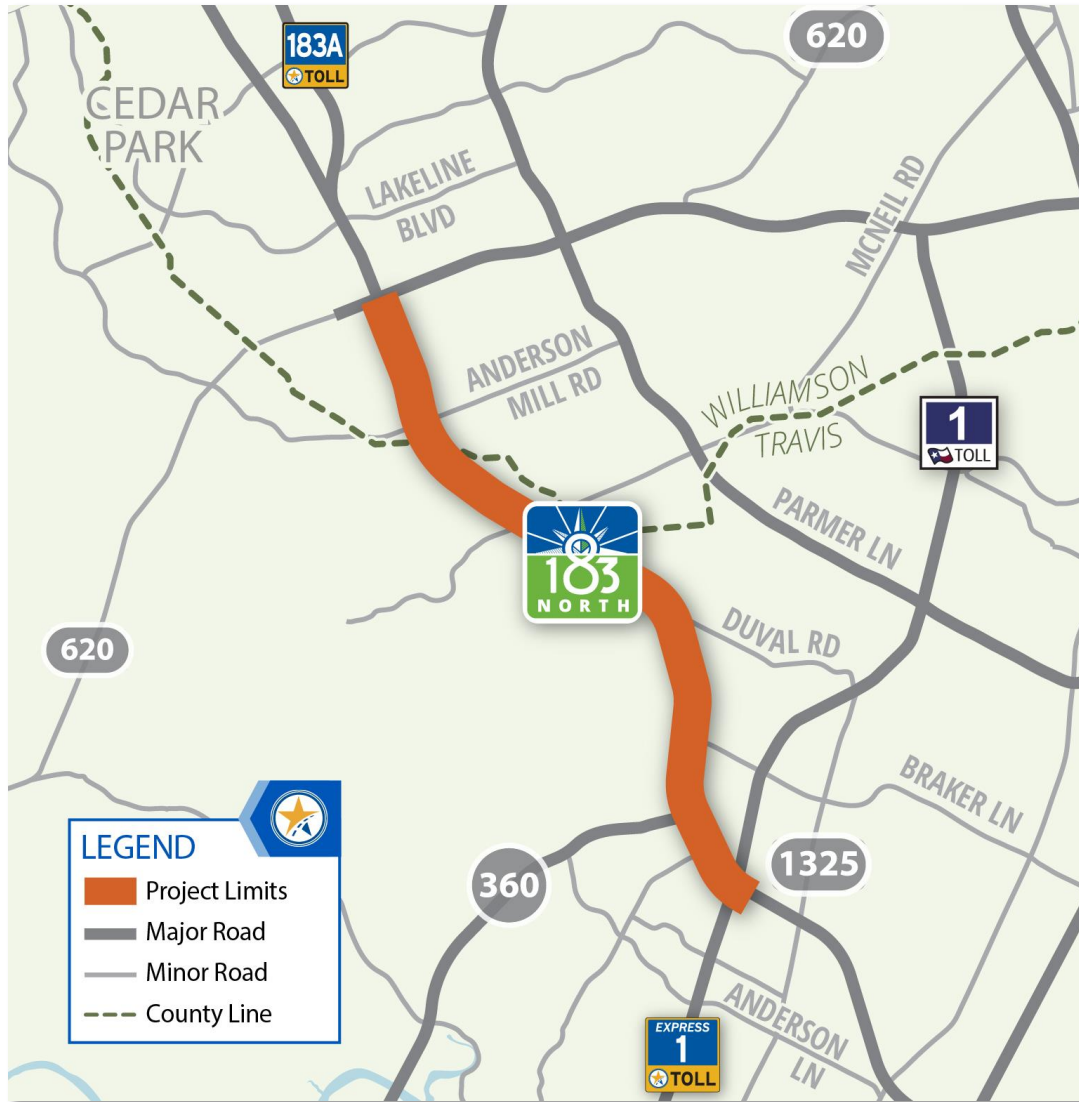 183A
TOLL
620
CEDAR
PARK
LAKELINE
BLVD
MCNEIL RD
ANDERSON
MILL RD
WILLIAMSON
TRAVIS
1
TOLL
PARMER LN
183
NORTH
DUVAL RD
620
BRAKER LN
LEGEND
Project Limits
Major Road
Minor Road
County Line
360
1325
ANDERSON
LN
EXPRESS
1
TOLL